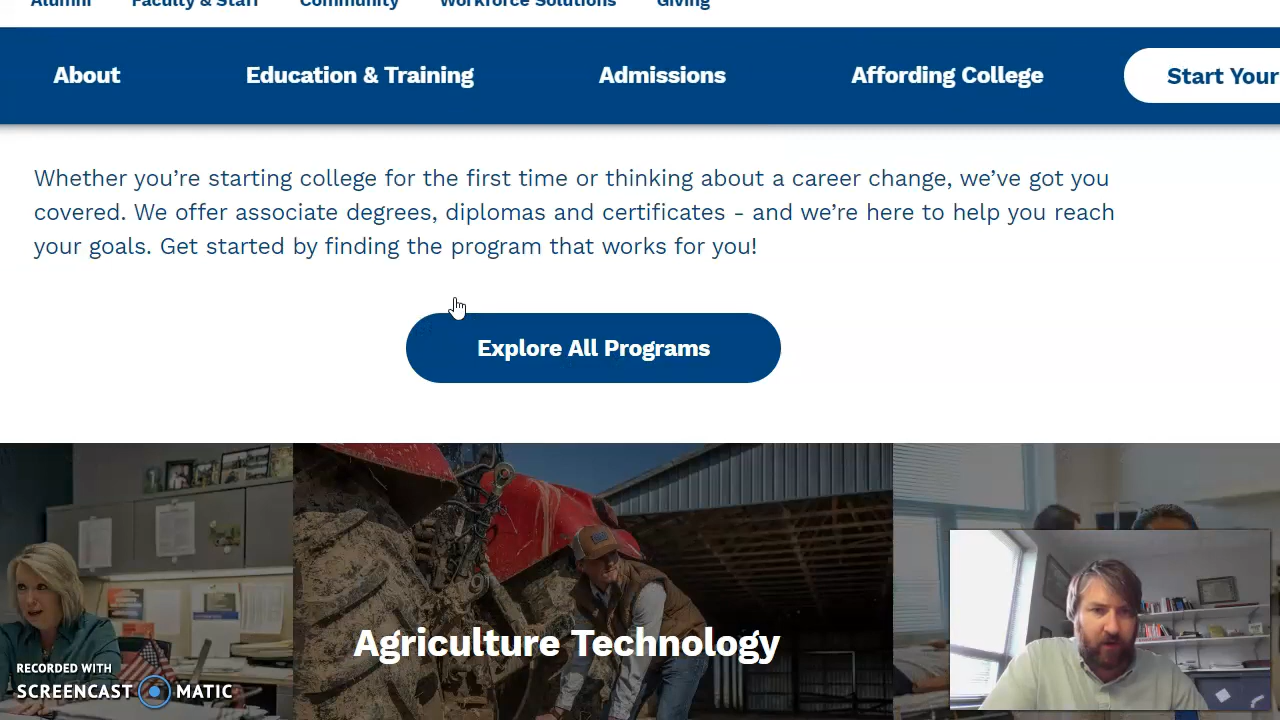 Alumni Faculty & Staff Community Workforce Solutions Giving
About Education & Training Admissions Affording College Start Your
Whether you’re starting college for the first time or thinking about a career change, we’ve got you
covered. We offer associate degrees, diplomas and certificates - and we’re here to help you reach
your goals. Get started by finding the program that works for you!
Explore All Programs
Agriculture Technology
RECORDED WITH
SCREENCAST MATIC